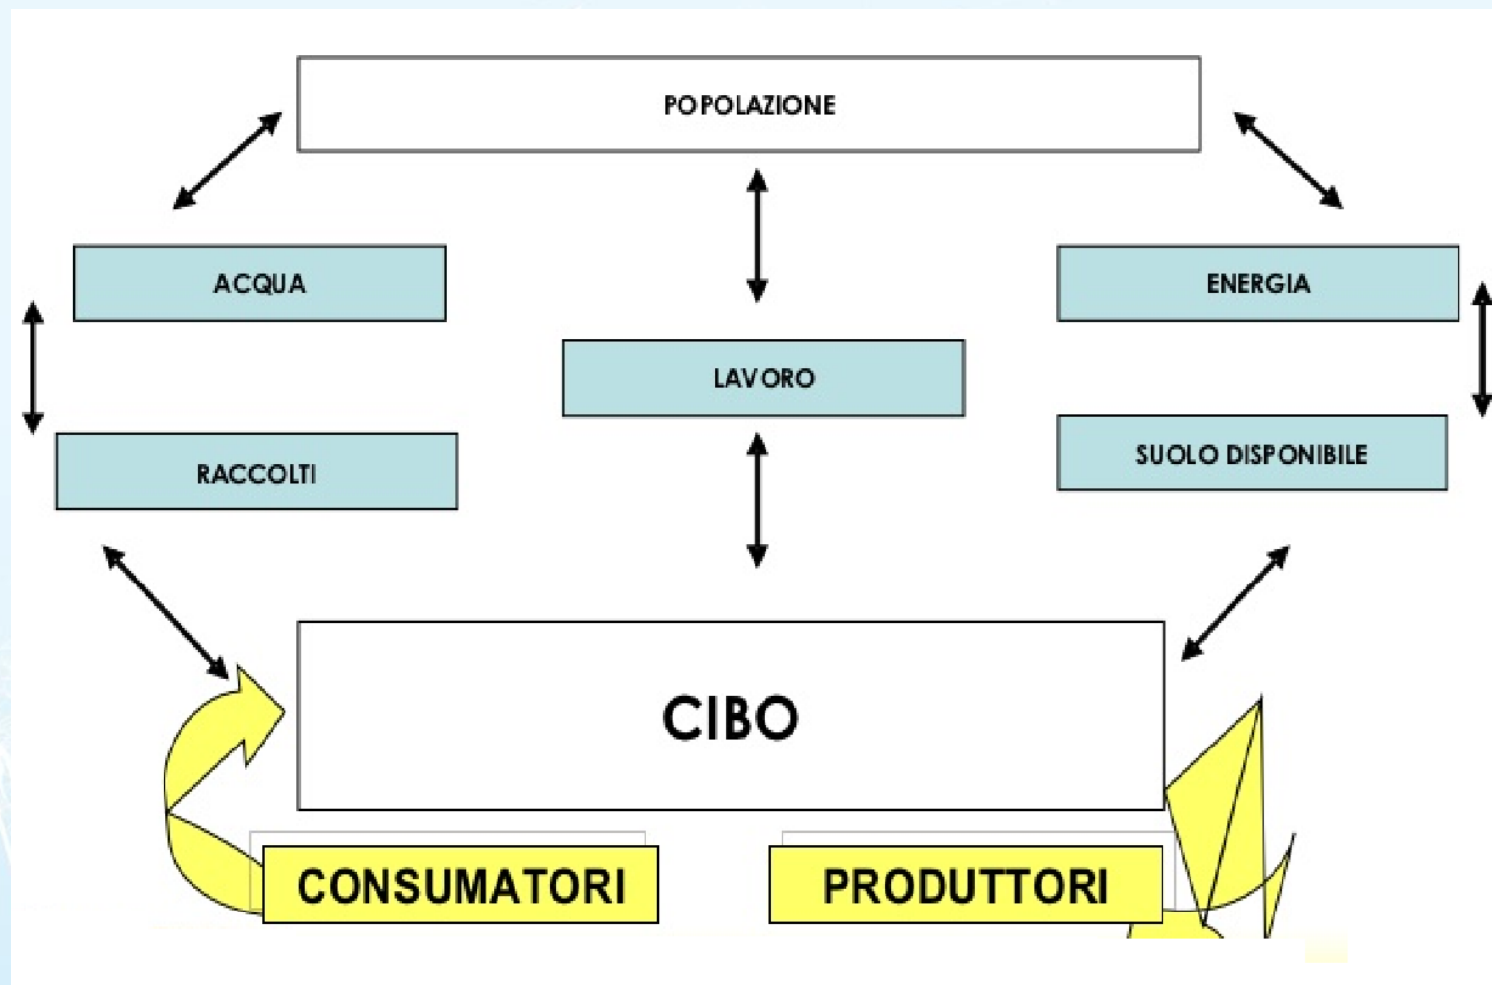 POPOLAZIONE
ACQUA
ENERGIA
LAVORO
RACCOLTI
SUOLO DISPONIBILE
CIBO
CONSUMATORI
PRODUTTORI